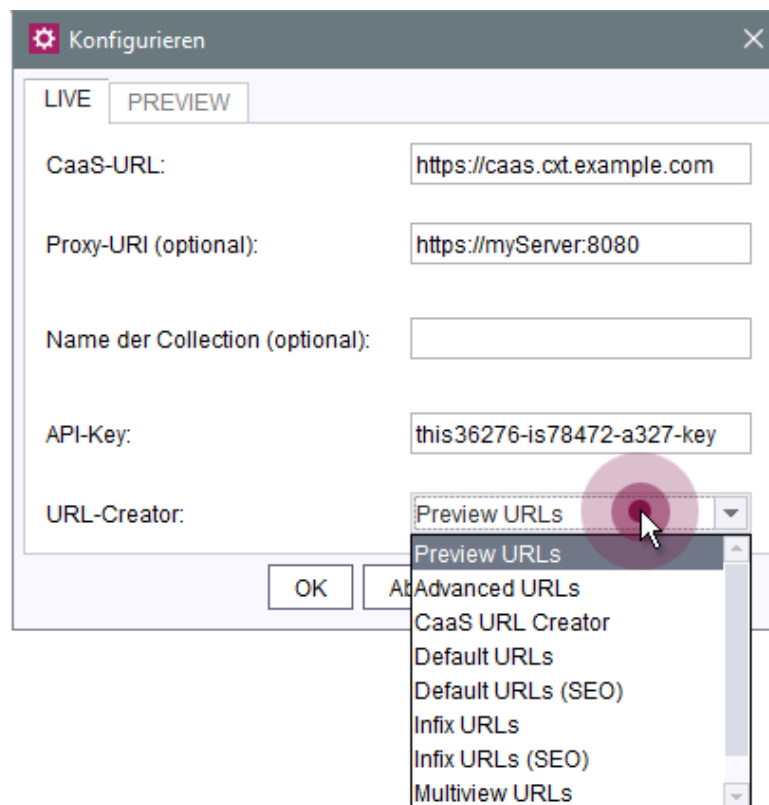 Konfigurieren
LIVE PREVIEW
CaaS-URL: https://caas.cxt.example.com
Proxy-URI (optional): https://myServer:8080
Name der Collection (optional):
API-Key: this36276-is78472-a327-key
URL-Creator: Preview URLs
Preview URLs
OK Ab
Advanced URLs
CaaS URL Creator
Default URLs
Default URLs (SEO)
Infix URLs
Infix URLs (SEO)
Multiview URLs